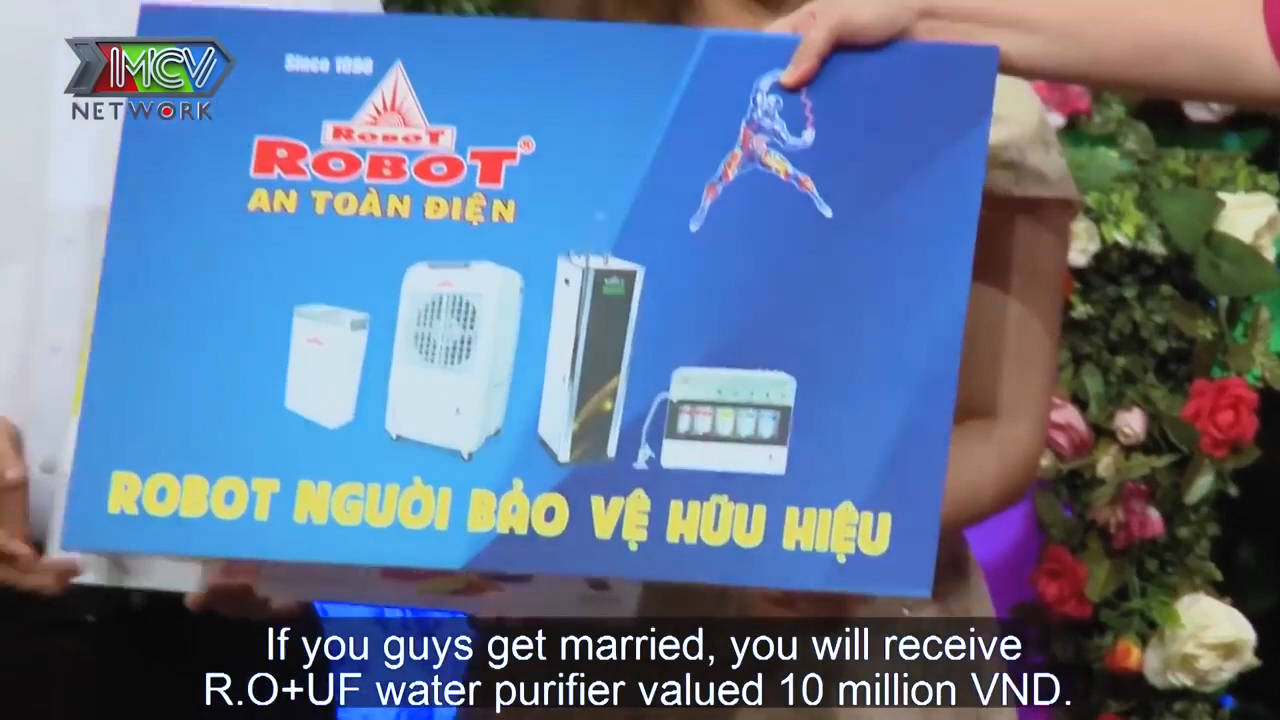 MCV
NETWORK
Since 1990
ROBOT
ROBOT®
AN TOÀN ĐIỆN
ROBOT NGƯỜI BẢO VỆ HỮU HIỆU
If you guys get married, you will receive
R.O+UF water purifier valued 10 million VND.